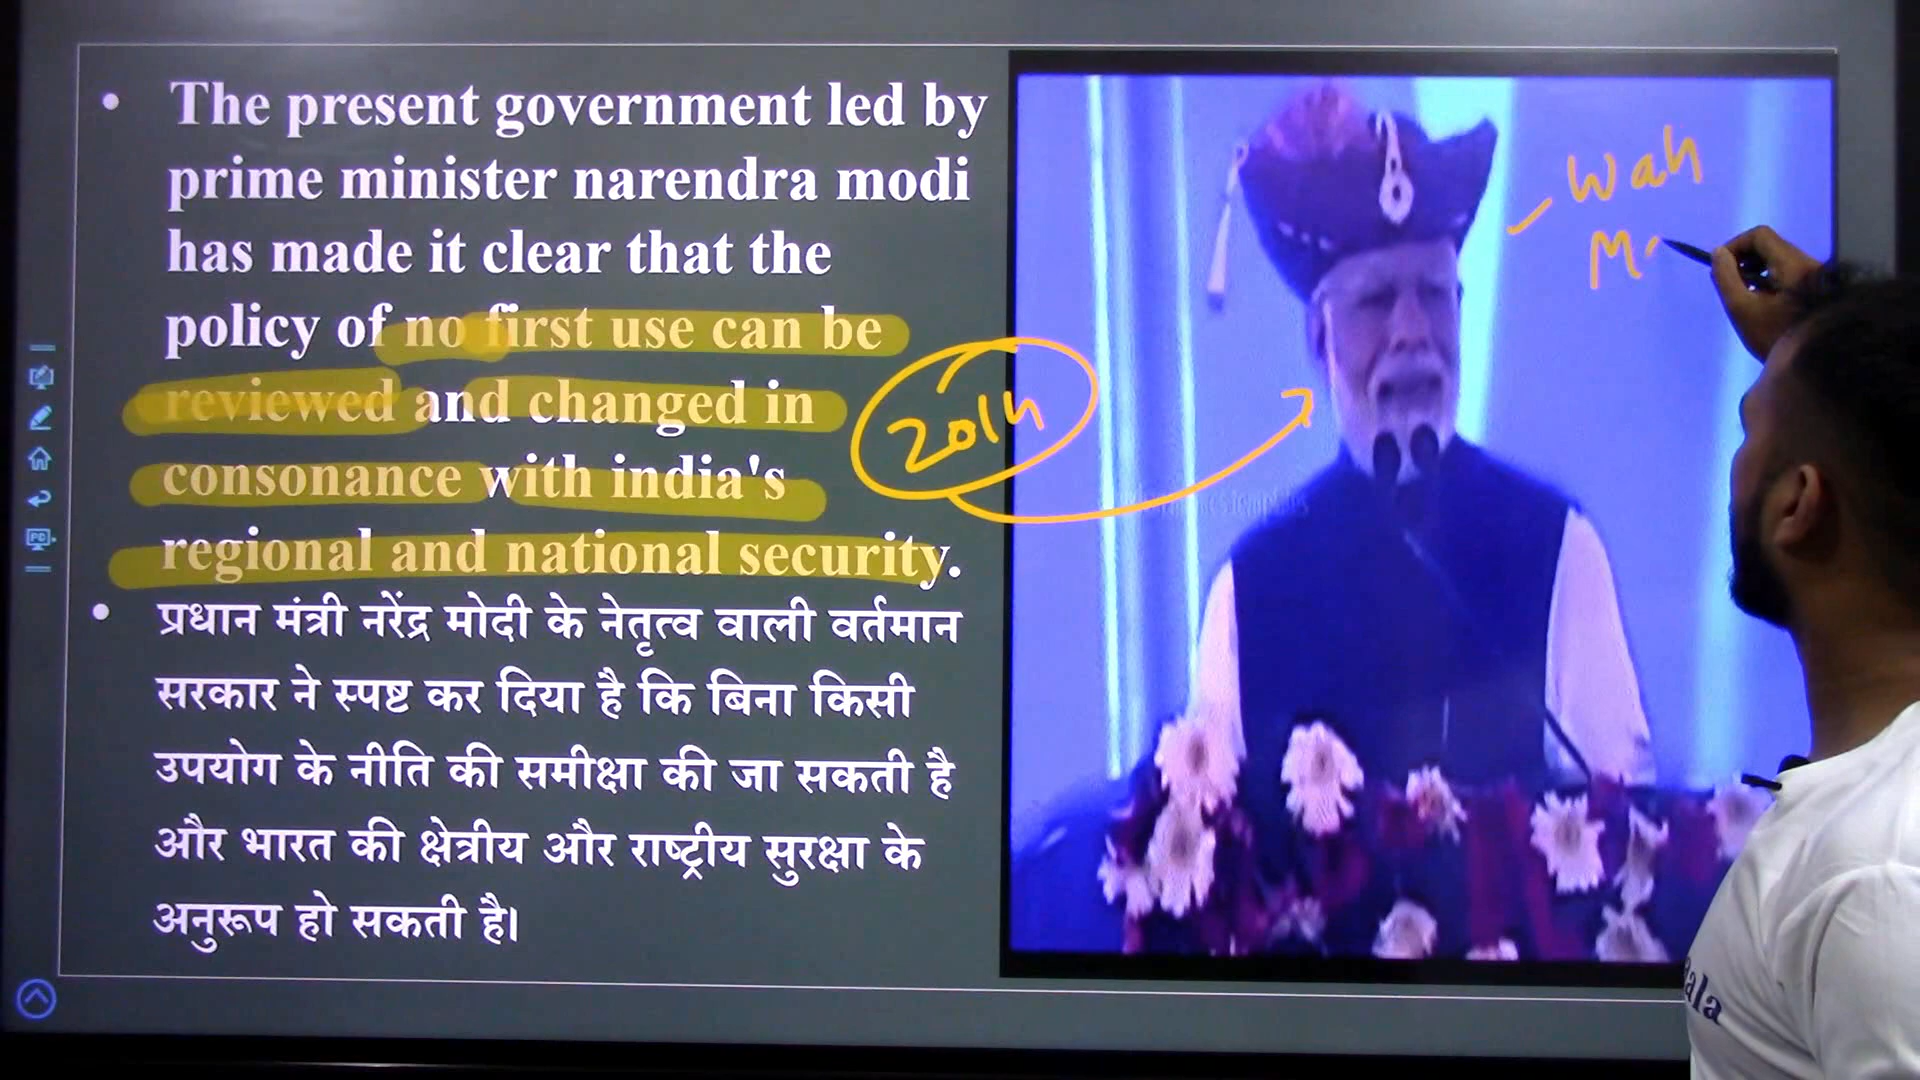 • The present government led by
prime minister narendra modi
has made it clear that the
policy of no first use can be
reviewed and changed in
consonance with india's
regional and national security.
• प्रधान मंत्री नरेंद्र मोदी के नेतृत्व वाली वर्तमान
सरकार ने स्पष्ट कर दिया है कि बिना किसी
उपयोग के नीति की समीक्षा की जा सकती है
और भारत की क्षेत्रीय और राष्ट्रीय सुरक्षा के
अनुरूप हो सकती है।
2014
Wah
PD